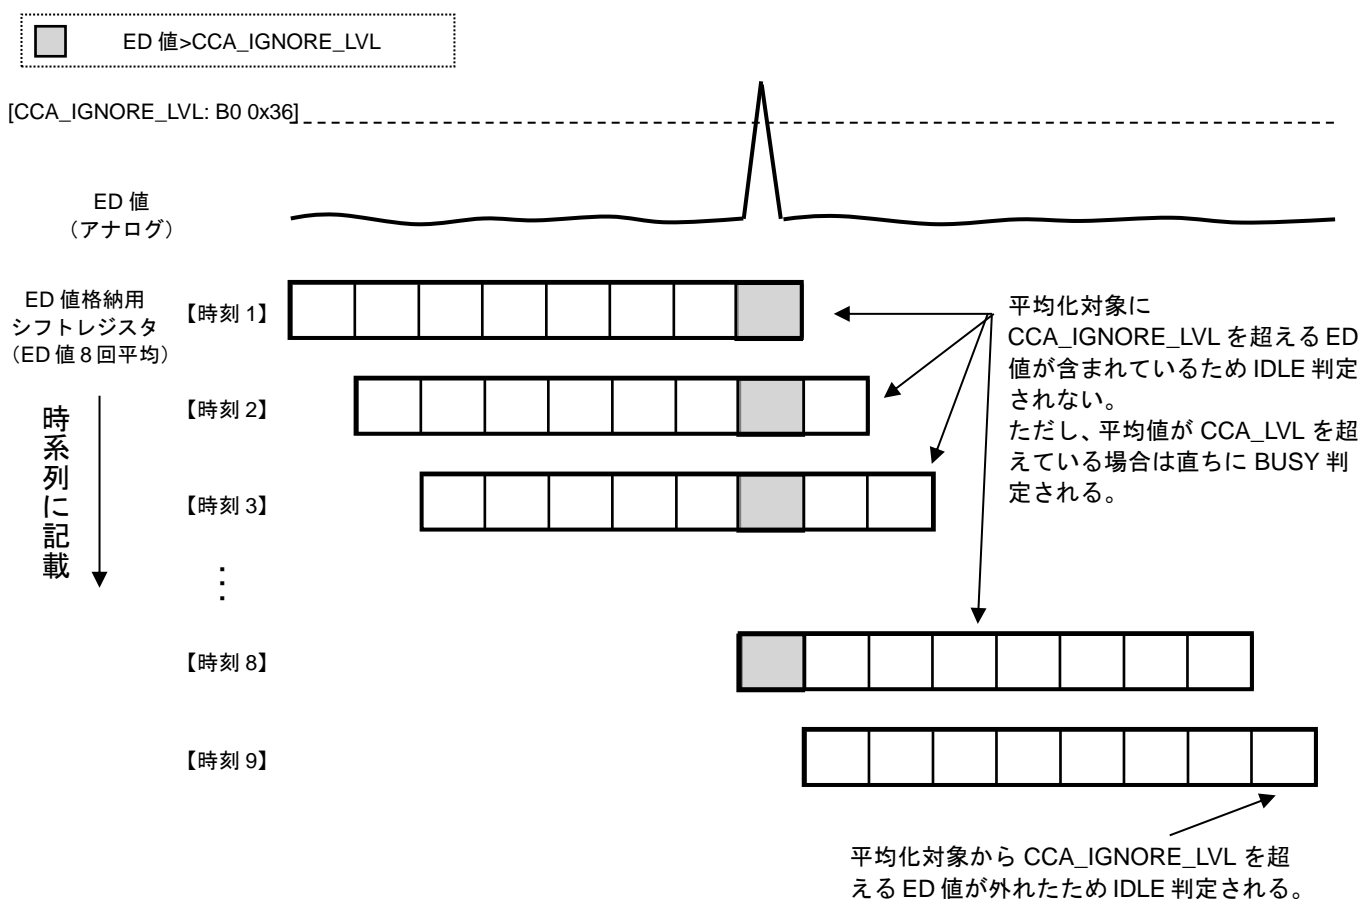 ED 値>CCA_IGNORE_LVL
[CCA_IGNORE_LVL: B0 0x36]
ED 値
（アナログ）
ED 値格納用
シフトレジスタ
（ED 値 8 回平均）
時系列に記載
【時刻 1】
【時刻 2】
【時刻 3】
⋮
【時刻 8】
【時刻 9】
平均化対象に
CCA_IGNORE_LVL を超える ED
値が含まれているため IDLE 判定
されない。
ただし、平均値が CCA_LVL を超
えている場合は直ちに BUSY 判
定される。
平均化対象から CCA_IGNORE_LVL を超
える ED 値が外れたため IDLE 判定される。